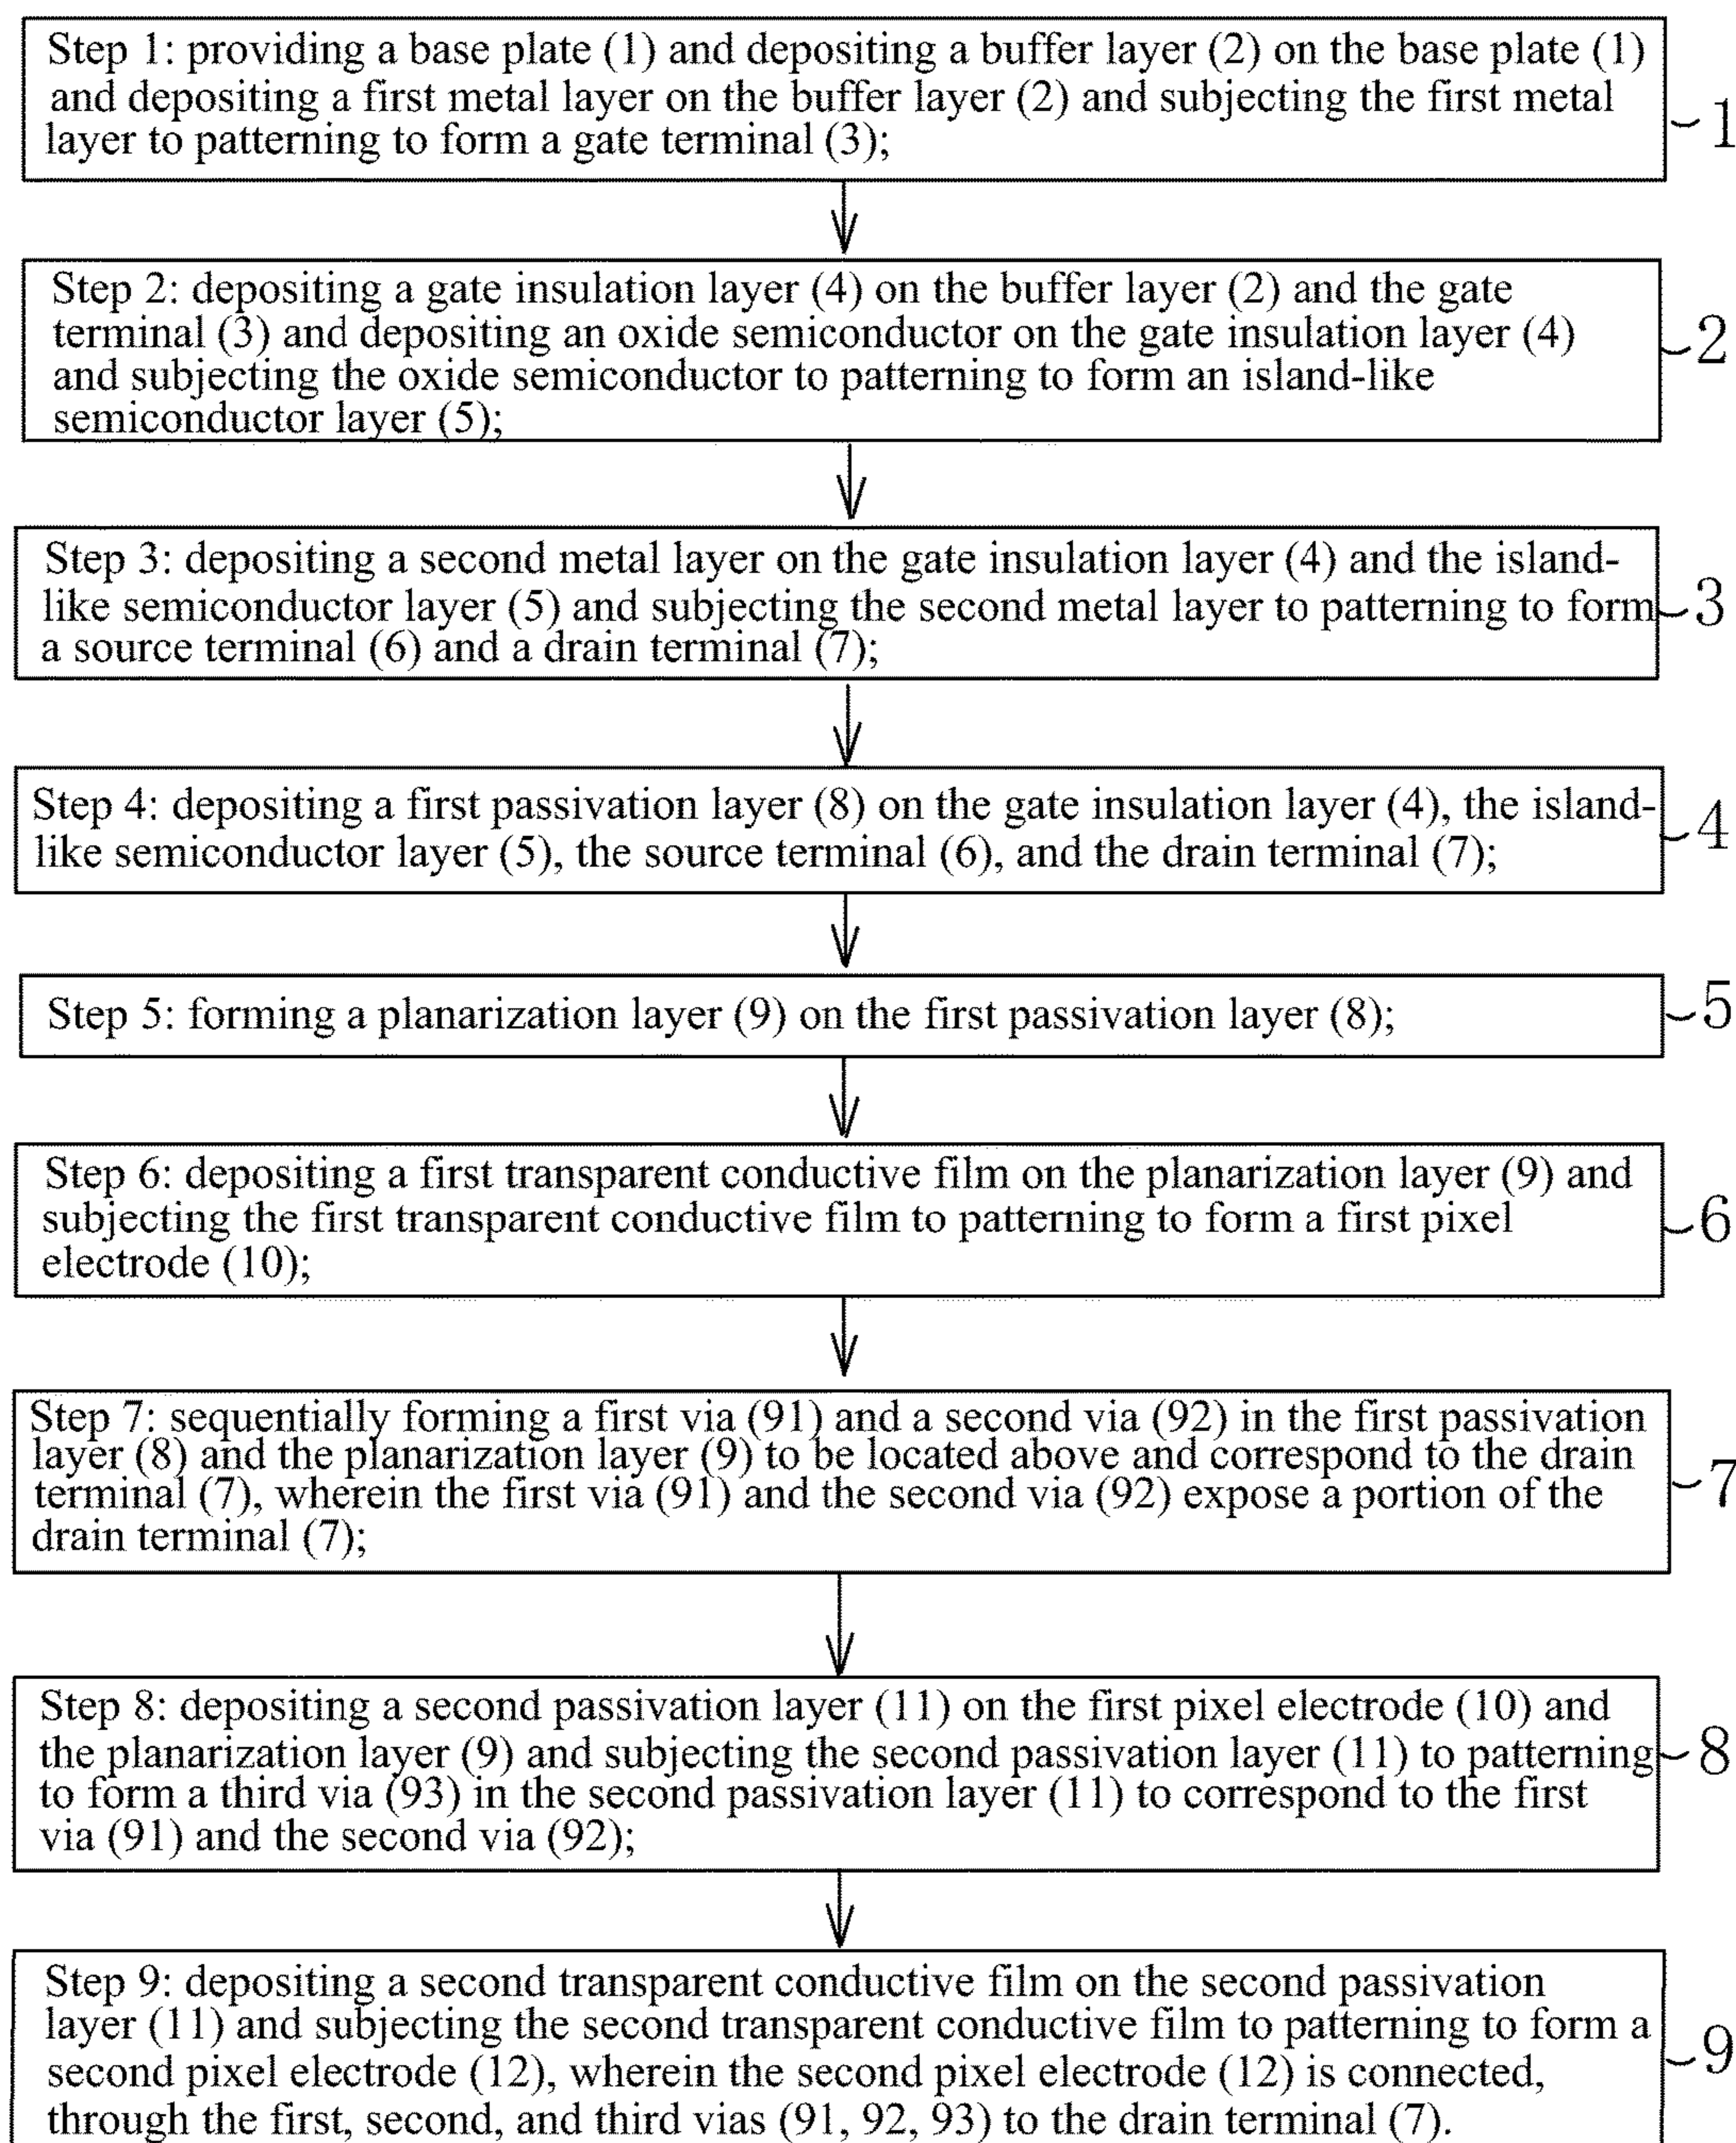 Step 1: providing a base plate (1) and depositing a buffer layer (2) on the base plate (1)
and depositing a first metal layer on the buffer layer (2) and subjecting the first metal
layer to patterning to form a gate terminal (3);
1
Step 2: depositing a gate insulation layer (4) on the buffer layer (2) and the gate
terminal (3) and depositing an oxide semiconductor on the gate insulation layer (4)
and subjecting the oxide semiconductor to patterning to form an island-like
semiconductor layer (5);
2
Step 3: depositing a second metal layer on the gate insulation layer (4) and the island-
like semiconductor layer (5) and subjecting the second metal layer to patterning to form
a source terminal (6) and a drain terminal (7);
3
Step 4: depositing a first passivation layer (8) on the gate insulation layer (4), the island-
like semiconductor layer (5), the source terminal (6), and the drain terminal (7);
4
Step 5: forming a planarization layer (9) on the first passivation layer (8);
5
Step 6: depositing a first transparent conductive film on the planarization layer (9) and
subjecting the first transparent conductive film to patterning to form a first pixel
electrode (10);
6
Step 7: sequentially forming a first via (91) and a second via (92) in the first passivation
layer (8) and the planarization layer (9) to be located above and correspond to the drain
terminal (7), wherein the first via (91) and the second via (92) expose a portion of the
drain terminal (7);
7
Step 8: depositing a second passivation layer (11) on the first pixel electrode (10) and
the planarization layer (9) and subjecting the second passivation layer (11) to patterning
to form a third via (93) in the second passivation layer (11) to correspond to the first
via (91) and the second via (92);
8
Step 9: depositing a second transparent conductive film on the second passivation
layer (11) and subjecting the second transparent conductive film to patterning to form a
second pixel electrode (12), wherein the second pixel electrode (12) is connected,
through the first, second, and third vias (91, 92, 93) to the drain terminal (7).
9